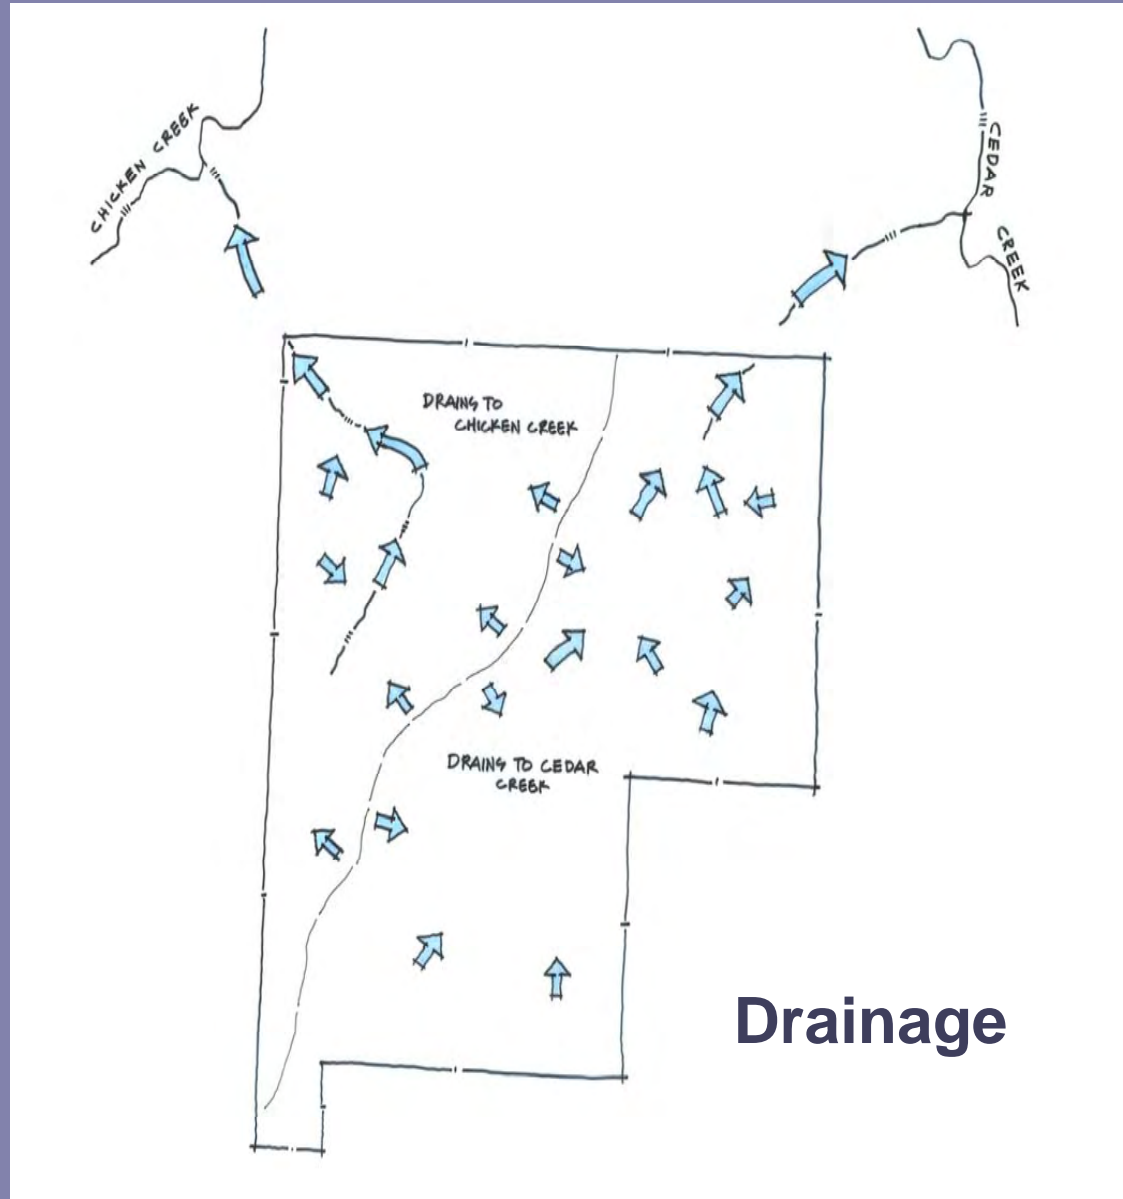 CHICKEN CREEK
CEDAR
CREEK
DRAINS TO
CHICKEN CREEK
DRAINS TO CEDAR
CREEK
Drainage